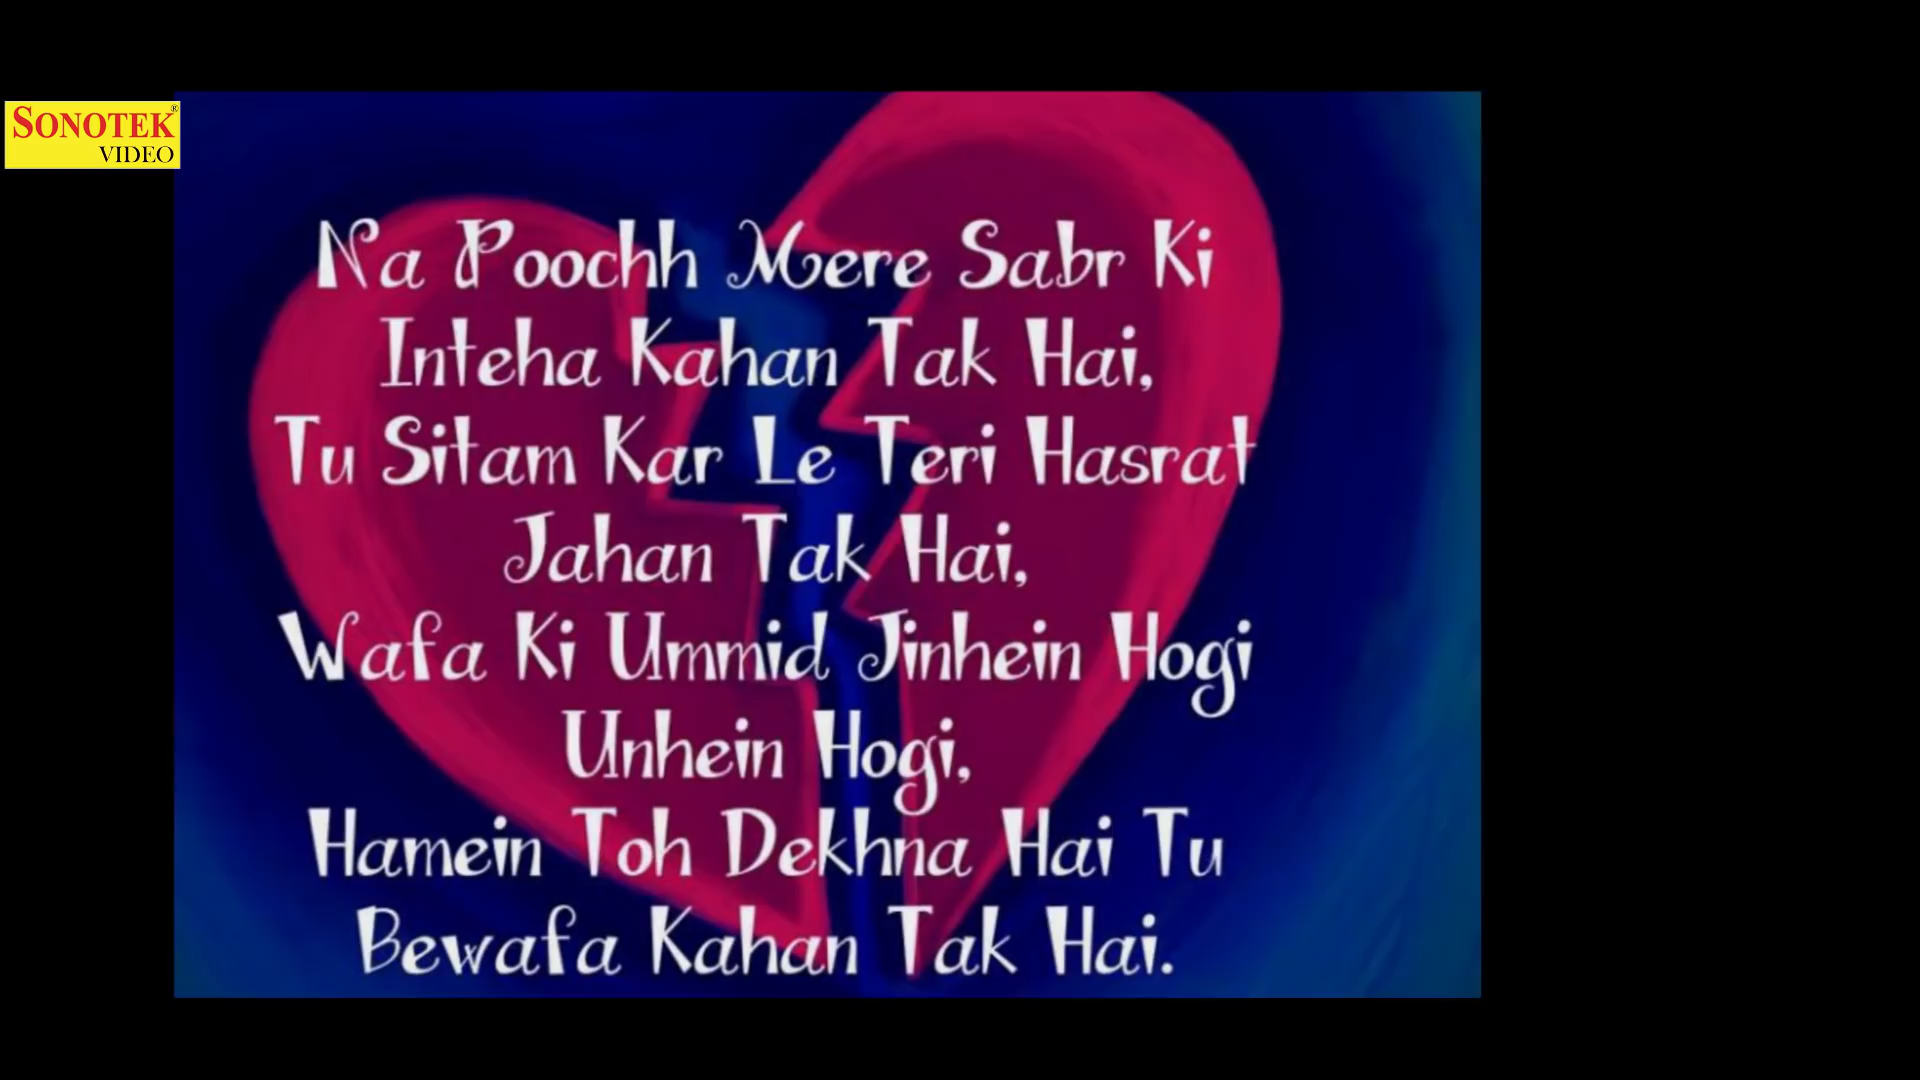 SONOTEK®
VIDEO
Na Poochh Mere Sabr Ki
Inteha Kahan Tak Hai,
Tu Sitam Kar Le Teri Hasrat
Jahan Tak Hai,
Wafa Ki Ummid Jinhein Hogi
Unhein Hogi,
Hamein Toh Dekhna Hai Tu
Bewafa Kahan Tak Hai.